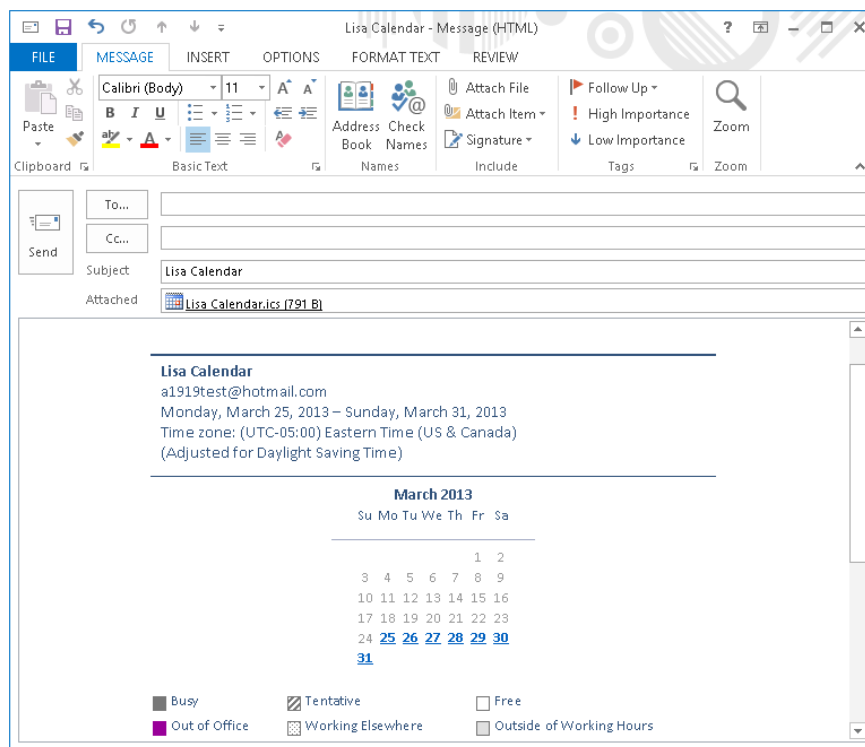 Lisa Calendar - Message (HTML) ?
FILE MESSAGE INSERT OPTIONS FORMAT TEXT REVIEW
Calibri (Body) 11 A A
Attach File
Follow Up
B I U
Attach Item
High Importance
Paste
ab A
Address Book
Check Names
Signature
Low Importance
Zoom
Clipboard Basic Text Names Include Tags Zoom
To...
Send
Cc...
Subject Lisa Calendar
Attached Lisa Calendar.ics (791 B)
Lisa Calendar
a1919test@hotmail.com
Monday, March 25, 2013 – Sunday, March 31, 2013
Time zone: (UTC-05:00) Eastern Time (US & Canada)
(Adjusted for Daylight Saving Time)
March 2013
Su Mo Tu We Th Fr Sa
1 2
3 4 5 6 7 8 9
10 11 12 13 14 15 16
17 18 19 20 21 22 23
24 25 26 27 28 29 30
31
Busy Tentative Free
Out of Office Working Elsewhere Outside of Working Hours